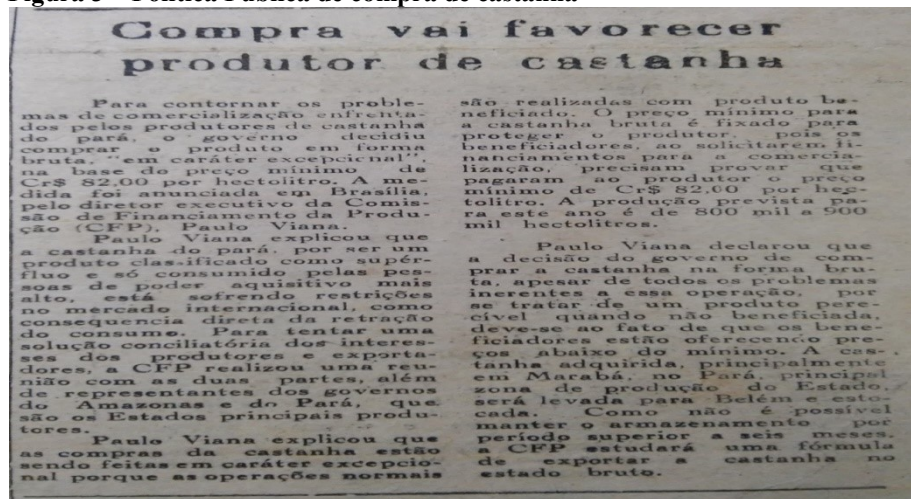 Compra vai favorecer
produtor de castanha
Para contornar os proble-
mas de comercialização enfrenta-
dos pelos produtores de castanha
do pará, o governo decidiu
comprar o produto em forma
bruta, "em caráter excepcional",
na base do preço mínimo de
Cr$ 82,00 por hectolitro. A me-
dida foi anunciada em Brasília,
pelo diretor executivo da Comis-
são de Financiamento da Produ-
ção (CFP), Paulo Viana.
Paulo Viana explicou que
a castanha do pará, por ser um
produto clas-ificado como supér-
fluo e só consumido pelas pes-
soas de poder aquisitivo mais
alto, está sofrendo restrições
no mercado internacional, como
consequencia direta da retração
do consumo. Para tentar uma
solução conciliatória dos interes-
ses dos produtores e exporta-
dores, a CFP realizou uma reu-
nião com as duas partes, além
de representantes dos governos
do Amazonas e do Pará, que
são os Estados principais produ-
tores.
Paulo Viana explicou que
as compras da castanha estão
sendo feitas em caráter excepcio-
nal porque as operações normais
são realizadas com produto be-
neficiado. O preço mínimo para
a castanha bruta é fixado para
proteger o produtor, pois os
beneficiadores, ao solicitarem fi-
nanciamentos para a comercia-
lização, precisam provar que
pagaram ao produtor o preço
mínimo de Cr$ 82,00 por hec-
tolitro. A produção prevista pa-
ra este ano é de 800 mil a 900
mil hectolitros.
Paulo Viana declarou que
a decisão do governo de com-
prar a castanha na forma bru-
ta, apesar de todos os problemas
inerentes a essa operação, por
se tratar de um produto pere-
cível quando não beneficiada,
deve-se ao fato de que os bene-
ficiadores estão oferecendo pre-
ços abaixo do mínimo. A cas-
tanha adquirida, principalmente
em Marabá, no Pará, principal
zona de produção do Estado,
será levada para Belém e esto-
cada. Como não é possível
manter o armazenamento por
período superior a seis meses,
a CFP estudará uma fórmula
de exportar a castanha no
estado bruto.